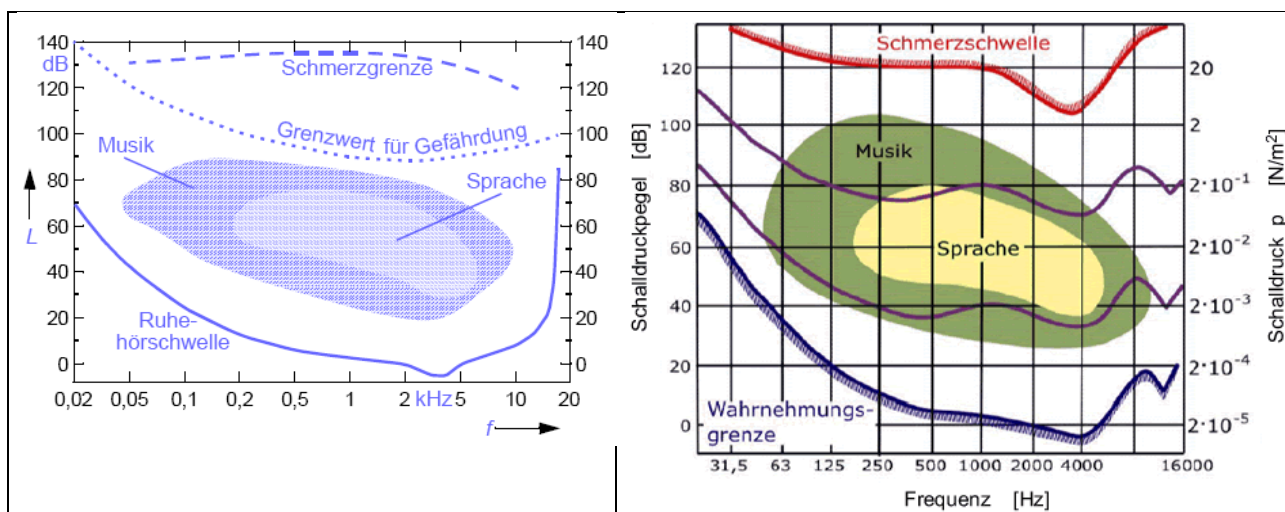 140
dB
120
100
80
60
40
20
0
L
140
120
100
80
60
40
20
0
Schmerzgrenze
Grenzwert für Gefährdung
Musik
Sprache
Ruhe-
hörschwelle
0,02 0,05 0,1 0,2 0,5 1 2 kHz 5 10 20
f
Schmerzschwelle
Musik
Sprache
Wahrnehmungs-
grenze
Schalldruckpegel [dB]
120
100
80
60
40
20
0
20
2
2·10⁻¹
2·10⁻²
2·10⁻³
2·10⁻⁴
2·10⁻⁵
Schalldruck p [N/m²]
31,5 63 125 250 500 1000 2000 4000 16000
Frequenz [Hz]